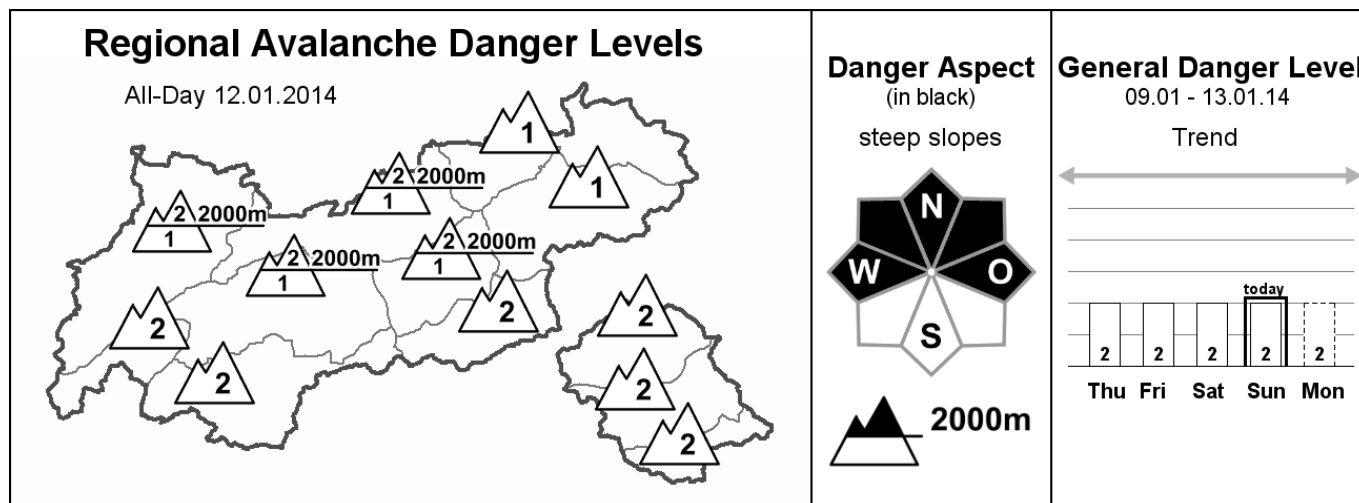 Regional Avalanche Danger Levels
All-Day 12.01.2014
1
1
2 2000m
1
2 2000m
1
2 2000m
1
2 2000m
1
2
2
2
2
2
2
Danger Aspect
(in black)
steep slopes
N
W O
S
2000m
General Danger Level
09.01 - 13.01.14
Trend
today
2 2 2 2 2
Thu Fri Sat Sun Mon